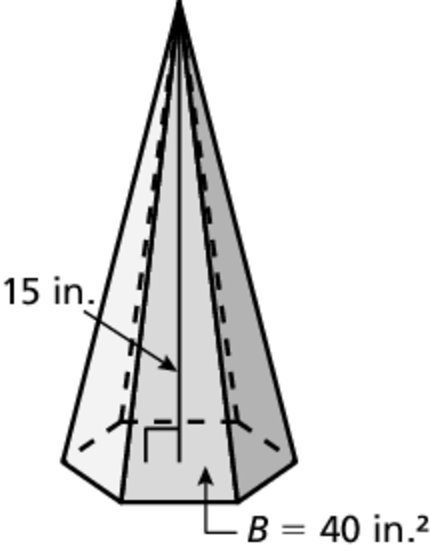 15 in.
B = 40 in.²